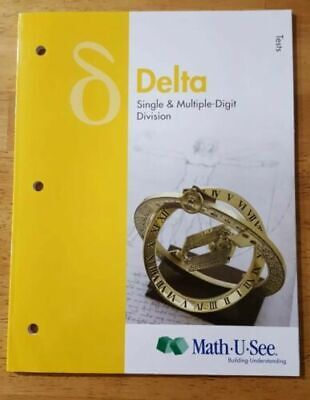 Tests
δ
Delta
Single & Multiple-Digit
Division
Math·U·See
Building Understanding